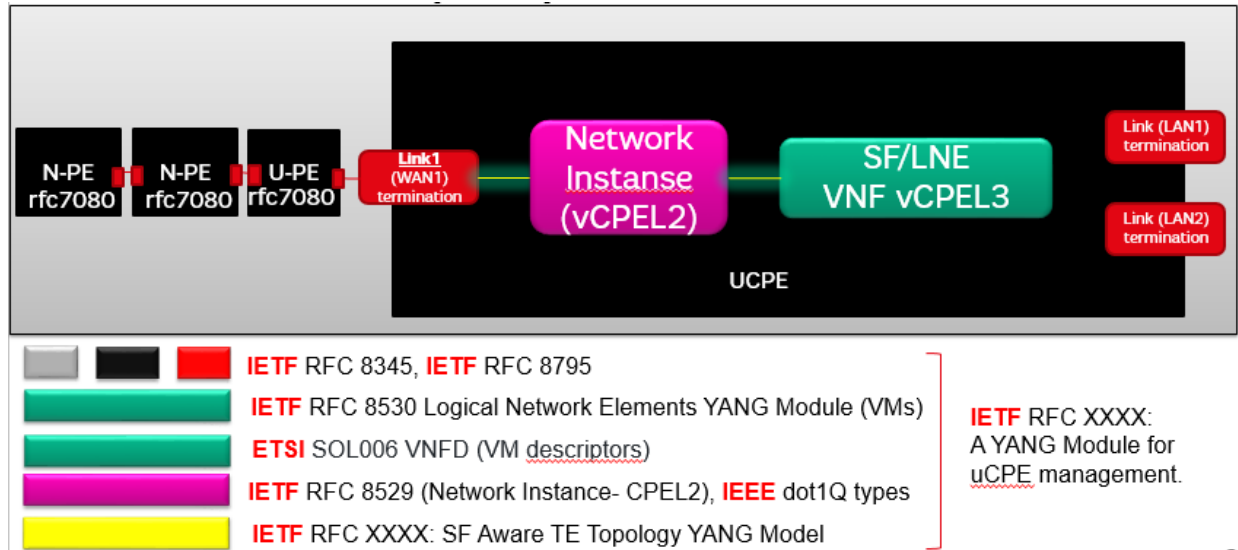 N-PE
rfc7080
N-PE
rfc7080
U-PE
rfc7080
Link1
(WAN1)
termination
Network
Instanse
(vCPEL2)
SF/LNE
VNF vCPEL3
Link (LAN1)
termination
Link (LAN2)
termination
UCPE
IETF RFC 8345, IETF RFC 8795
IETF RFC 8530 Logical Network Elements YANG Module (VMs)
ETSI SOL006 VNFD (VM descriptors)
IETF RFC 8529 (Network Instance- CPEL2), IEEE dot1Q types
IETF RFC XXXX: SF Aware TE Topology YANG Model
IETF RFC XXXX:
A YANG Module for
uCPE management.